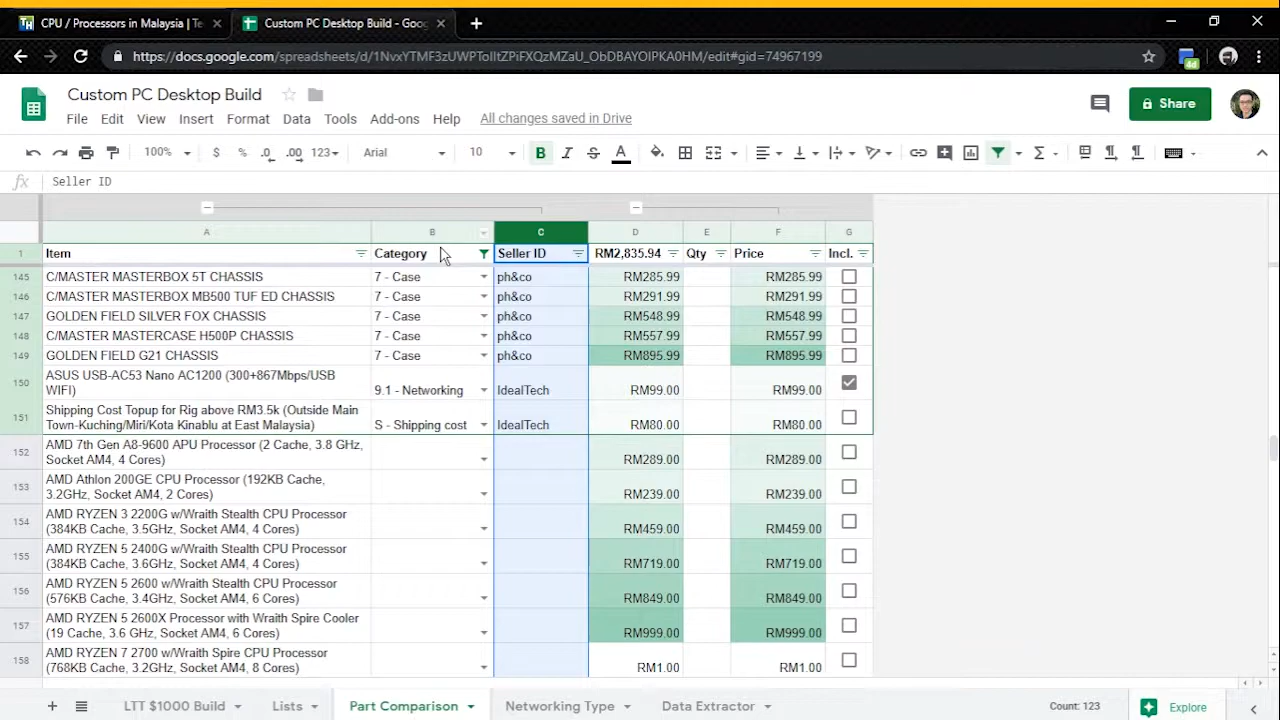 CPU / Processors in Malaysia | Te
Custom PC Desktop Build - Goog
https://docs.google.com/spreadsheets/d/1NvxYTMF3zUWPTolltZPiFXQzMZaU_ObDBAYOlPKA0HM/edit#gid=74967199
4d
Custom PC Desktop Build
File Edit View Insert Format Data Tools Add-ons Help All changes saved in Drive
Share
100% $ % .0 .00 123 Arial 10 B I S A
fx Seller ID
A B C D E F G
1 Item Category Seller ID RM2,835.94 Qty Price Incl.
145 C/MASTER MASTERBOX 5T CHASSIS 7 - Case ph&co RM285.99 RM285.99
146 C/MASTER MASTERBOX MB500 TUF ED CHASSIS 7 - Case ph&co RM291.99 RM291.99
147 GOLDEN FIELD SILVER FOX CHASSIS 7 - Case ph&co RM548.99 RM548.99
148 C/MASTER MASTERCASE H500P CHASSIS 7 - Case ph&co RM557.99 RM557.99
149 GOLDEN FIELD G21 CHASSIS 7 - Case ph&co RM895.99 RM895.99
ASUS USB-AC53 Nano AC1200 (300+867Mbps/USB
150 WIFI) 9.1 - Networking IdealTech RM99.00 RM99.00
Shipping Cost Topup for Rig above RM3.5k (Outside Main
151 Town-Kuching/Miri/Kota Kinablu at East Malaysia) S - Shipping cost IdealTech RM80.00 RM80.00
AMD 7th Gen A8-9600 APU Processor (2 Cache, 3.8 GHz,
152 Socket AM4, 4 Cores) RM289.00 RM289.00
AMD Athlon 200GE CPU Processor (192KB Cache,
153 3.2GHz, Socket AM4, 2 Cores) RM239.00 RM239.00
AMD RYZEN 3 2200G w/Wraith Stealth CPU Processor
154 (384KB Cache, 3.5GHz, Socket AM4, 4 Cores) RM459.00 RM459.00
AMD RYZEN 5 2400G w/Wraith Stealth CPU Processor
155 (384KB Cache, 3.6GHz, Socket AM4, 4 Cores) RM719.00 RM719.00
AMD RYZEN 5 2600 w/Wraith Stealth CPU Processor
156 (576KB Cache, 3.4GHz, Socket AM4, 6 Cores) RM849.00 RM849.00
AMD RYZEN 5 2600X Processor with Wraith Spire Cooler
157 (19 Cache, 3.6 GHz, Socket AM4, 6 Cores) RM999.00 RM999.00
AMD RYZEN 7 2700 w/Wraith Spire CPU Processor
158 (768KB Cache, 3.2GHz, Socket AM4, 8 Cores) RM1.00 RM1.00
LTT $1000 Build Lists Part Comparison Networking Type Data Extractor Count: 123 Explore